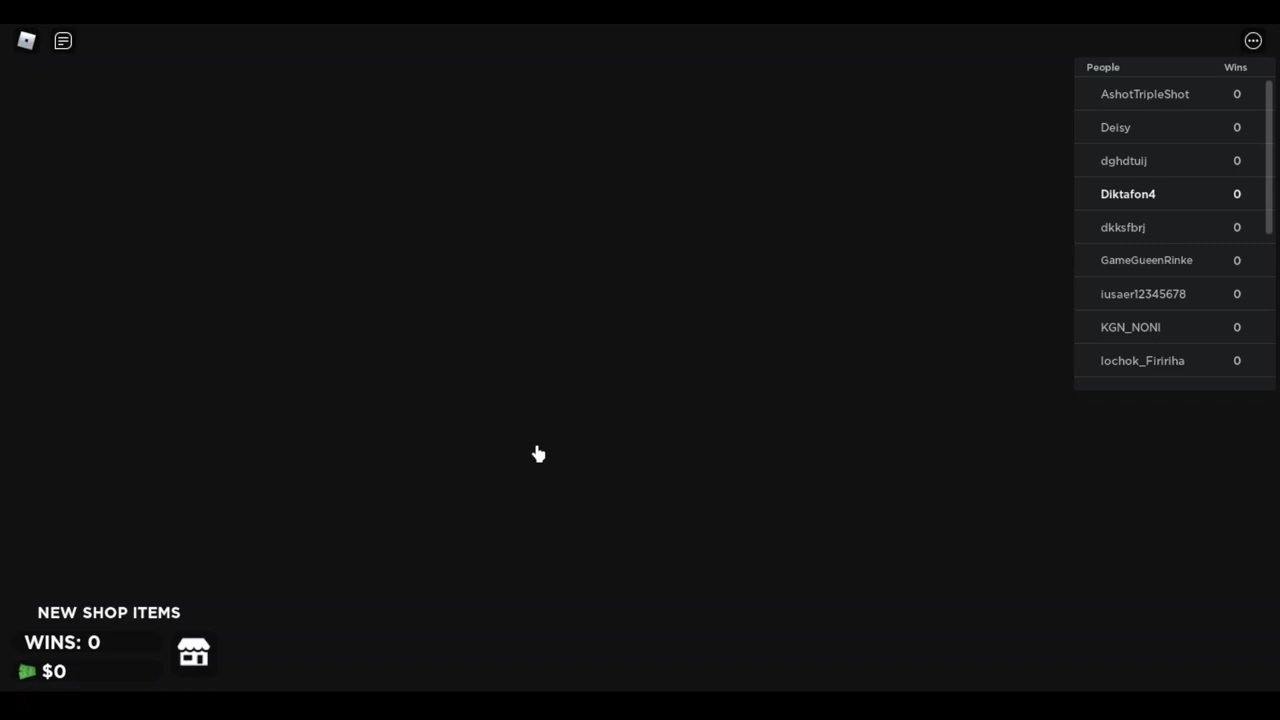 People Wins
AshotTripleShot 0
Deisy 0
dghdtuij 0
Diktafon4 0
dkksfbrj 0
GameGueenRinke 0
iusaer12345678 0
KGN_NONI 0
lochok_Fiririha 0
NEW SHOP ITEMS
WINS: 0
$0